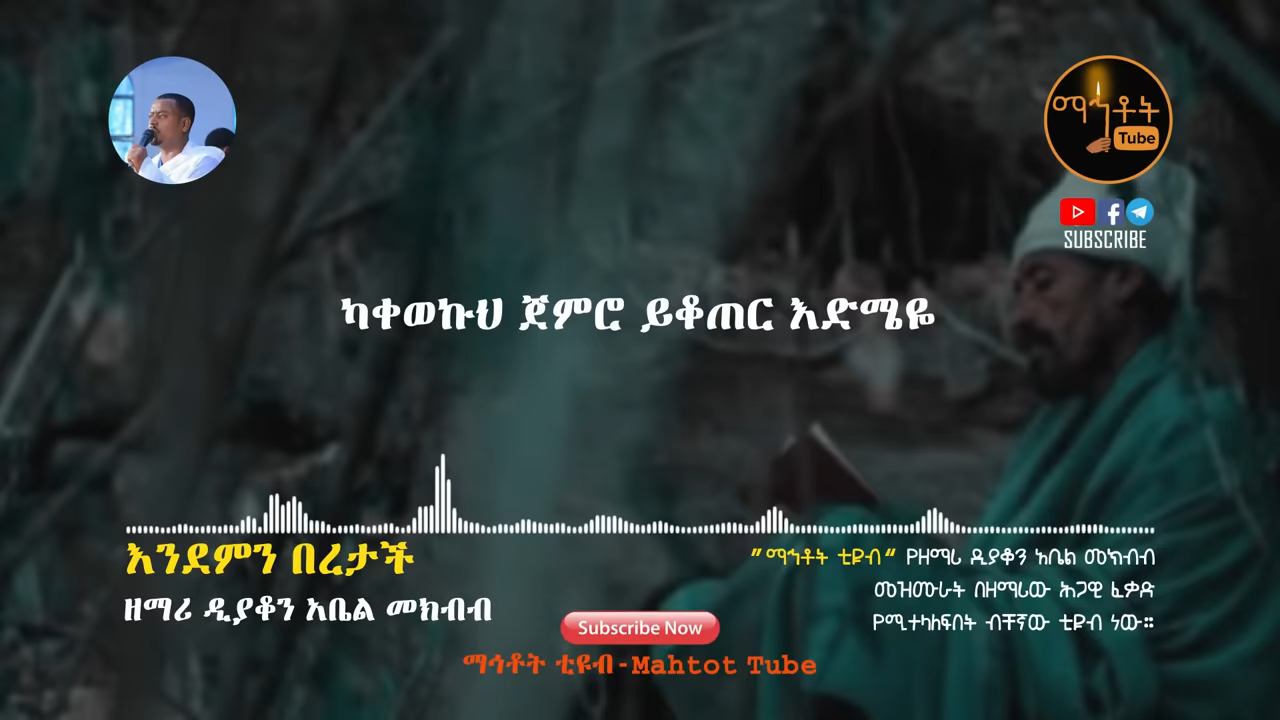 ማኅቶት
Tube
SUBSCRIBE
ካወቀኩህ ጀምሮ ይቆጠር እድሜዬ
እንደምን በረታች
ዘማሪ ዲያቆን አቤል መክብብ
"ማኅቶት ቲዩብ" የዘማሪ ዲያቆን አቤል መክብብ
መዝሙራት በዘማሪው ሕጋዊ ፈቃድ
የሚተላለፍበት ብቸኛው ቲዩብ ነው።
Subscribe Now
ማኅቶት ቲዩብ-Mahtot Tube